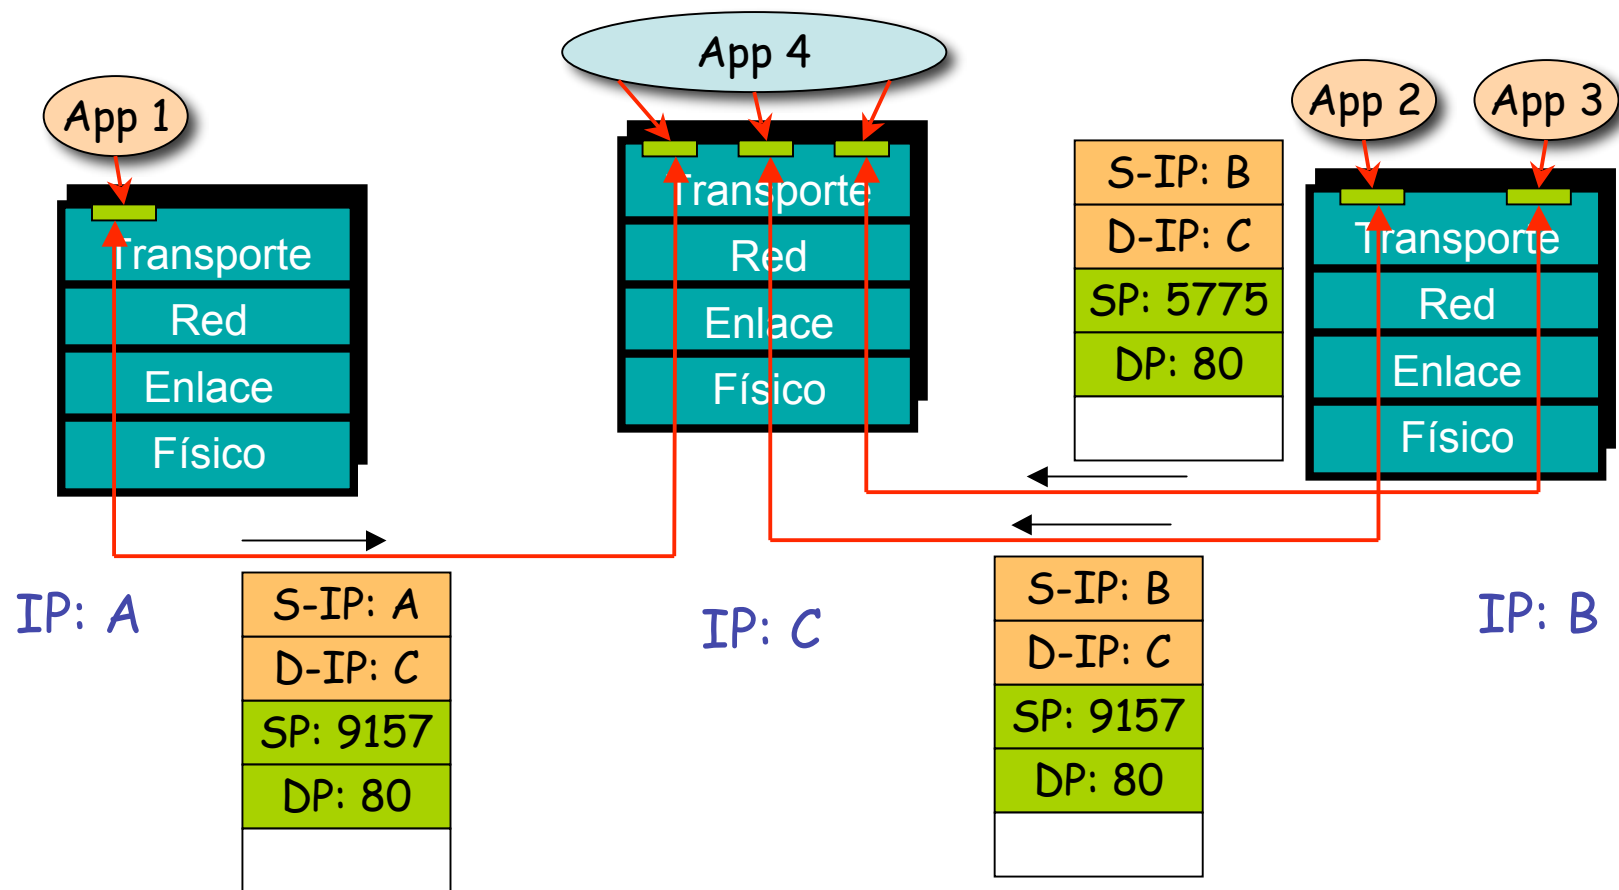 App 4
App 1
App 2
App 3
Transporte
Red
Enlace
Físico
Transporte
Red
Enlace
Físico
S-IP: B
D-IP: C
SP: 5775
DP: 80
Transporte
Red
Enlace
Físico
IP: A
S-IP: A
D-IP: C
SP: 9157
DP: 80
IP: C
S-IP: B
D-IP: C
SP: 9157
DP: 80
IP: B